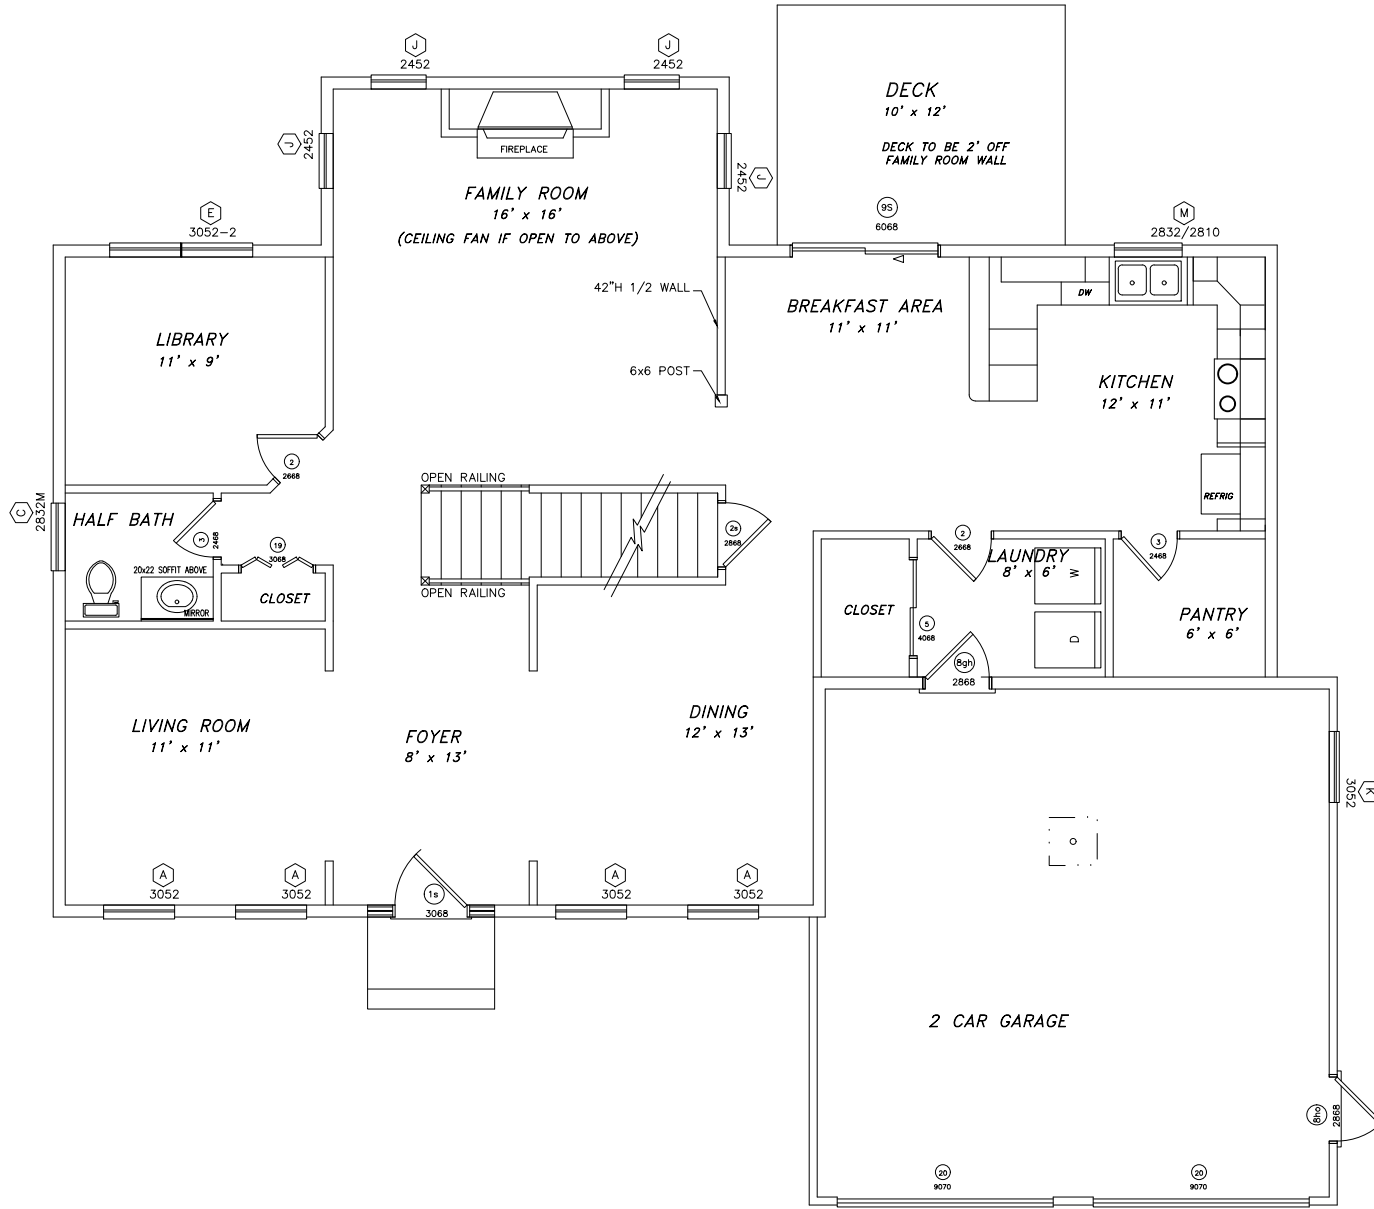 J
2452
J
2452
DECK
10' x 12'
DECK TO BE 2' OFF
FAMILY ROOM WALL
J
2452
FIREPLACE
2452
J
FAMILY ROOM
16' x 16'
(CEILING FAN IF OPEN TO ABOVE)
E
3052-2
9S
6068
M
2832/2810
42"H 1/2 WALL
DW
BREAKFAST AREA
11' x 11'
LIBRARY
11' x 9'
6x6 POST
KITCHEN
12' x 11'
2
2668
OPEN RAILING
REFRIG
C
2832M
HALF BATH
3
2468
19
3068
2s
2868
2
2668
3
2468
LAUNDRY
8' x 6'
W
20x22 SOFFIT ABOVE
MIRROR
CLOSET
OPEN RAILING
CLOSET
5
4068
D
PANTRY
6' x 6'
8gh
2868
LIVING ROOM
11' x 11'
FOYER
8' x 13'
DINING
12' x 13'
3052
K
A
3052
A
3052
1s
3068
A
3052
A
3052
2 CAR GARAGE
8ho
2868
20
9070
20
9070